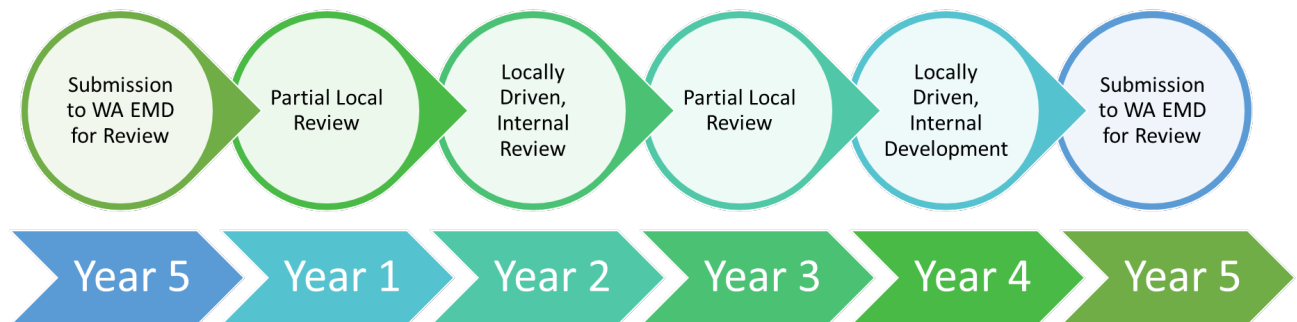 Submission
to WA EMD
for Review
Partial Local
Review
Locally
Driven,
Internal
Review
Partial Local
Review
Locally
Driven,
Internal
Development
Submission
to WA EMD
for Review
Year 5
Year 1
Year 2
Year 3
Year 4
Year 5